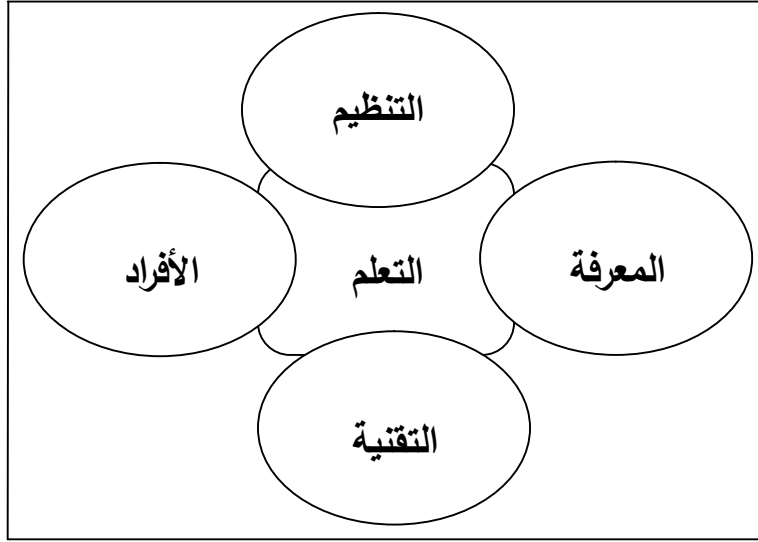 التنظيم
المعرفة
التعلم
الأفراد
التقنية